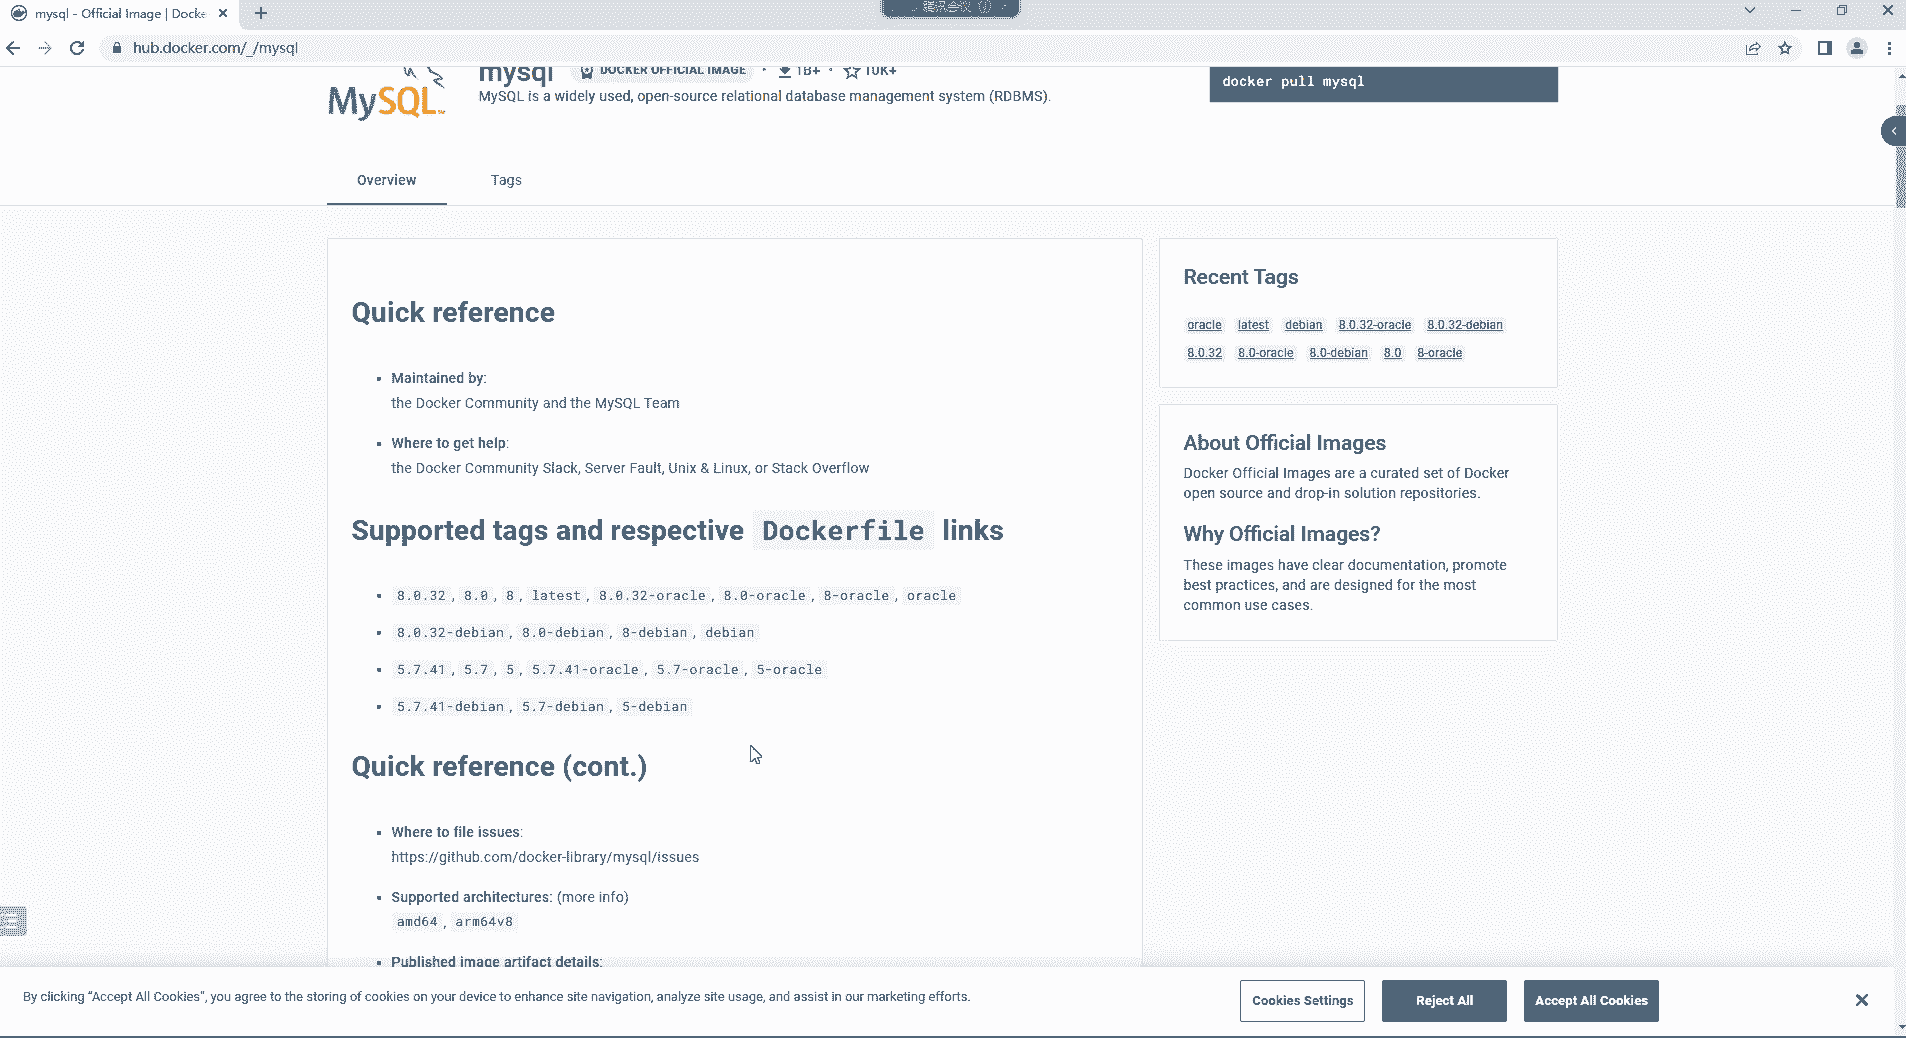 mysql - Official Image | Docke
腾讯会议
hub.docker.com/_/mysql
MySQL
mysql DOCKER OFFICIAL IMAGE · 1B+ · 10K+
MySQL is a widely used, open-source relational database management system (RDBMS).
docker pull mysql
Overview
Tags
Quick reference
Maintained by:
the Docker Community and the MySQL Team
Where to get help:
the Docker Community Slack, Server Fault, Unix & Linux, or Stack Overflow
Supported tags and respective Dockerfile links
8.0.32, 8.0, 8, latest, 8.0.32-oracle, 8.0-oracle, 8-oracle, oracle
8.0.32-debian, 8.0-debian, 8-debian, debian
5.7.41, 5.7, 5, 5.7.41-oracle, 5.7-oracle, 5-oracle
5.7.41-debian, 5.7-debian, 5-debian
Quick reference (cont.)
Where to file issues:
https://github.com/docker-library/mysql/issues
Supported architectures: (more info)
amd64, arm64v8
Published image artifact details:
Recent Tags
oracle latest debian 8.0.32-oracle 8.0.32-debian
8.0.32 8.0-oracle 8.0-debian 8.0 8-oracle
About Official Images
Docker Official Images are a curated set of Docker
open source and drop-in solution repositories.
Why Official Images?
These images have clear documentation, promote
best practices, and are designed for the most
common use cases.
By clicking “Accept All Cookies”, you agree to the storing of cookies on your device to enhance site navigation, analyze site usage, and assist in our marketing efforts.
Cookies Settings
Reject All
Accept All Cookies